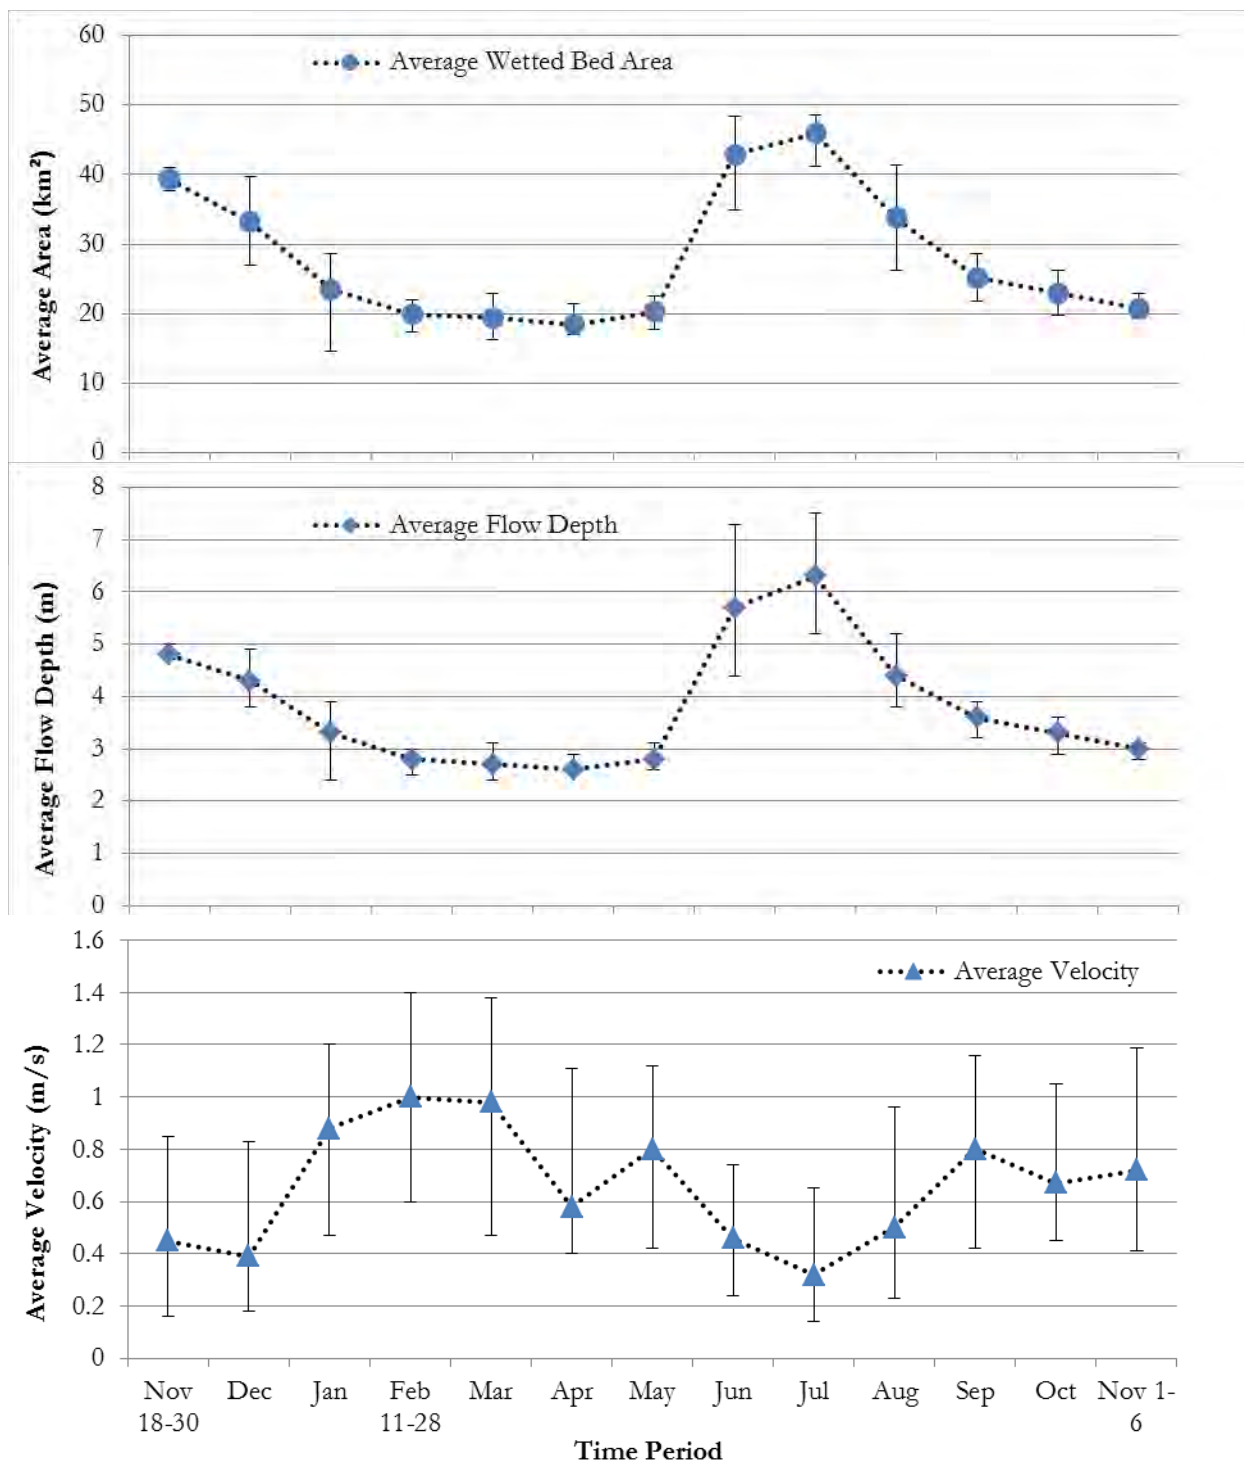 60
Average Wetted Bed Area
50
40
30
20
10
0
Average Area (km²)
8
Average Flow Depth
7
6
5
4
3
2
1
0
Average Flow Depth (m)
1.6
Average Velocity
1.4
1.2
1
0.8
0.6
0.4
0.2
0
Average Velocity (m/s)
Nov Dec Jan Feb Mar Apr May Jun Jul Aug Sep Oct Nov 1-
18-30 11-28 6
Time Period